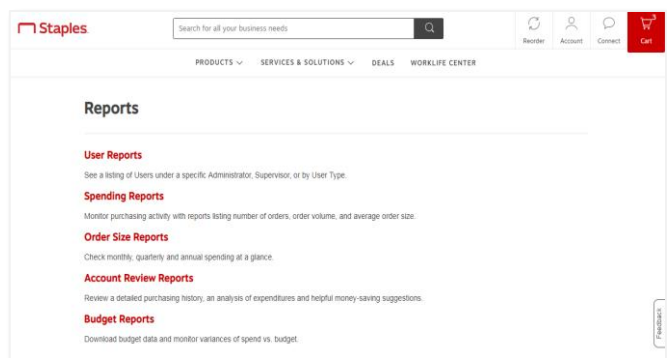 Staples
Search for all your business needs
Reorder
Account
Connect
3
Cart
PRODUCTS
SERVICES & SOLUTIONS
DEALS
WORKLIFE CENTER
Reports
User Reports
See a listing of Users under a specific Administrator, Supervisor, or by User Type.
Spending Reports
Monitor purchasing activity with reports listing number of orders, order volume, and average order size.
Order Size Reports
Check monthly, quarterly and annual spending at a glance.
Account Review Reports
Review a detailed purchasing history, an analysis of expenditures and helpful money-saving suggestions.
Budget Reports
Download budget data and monitor variances of spend vs. budget.
Feedback